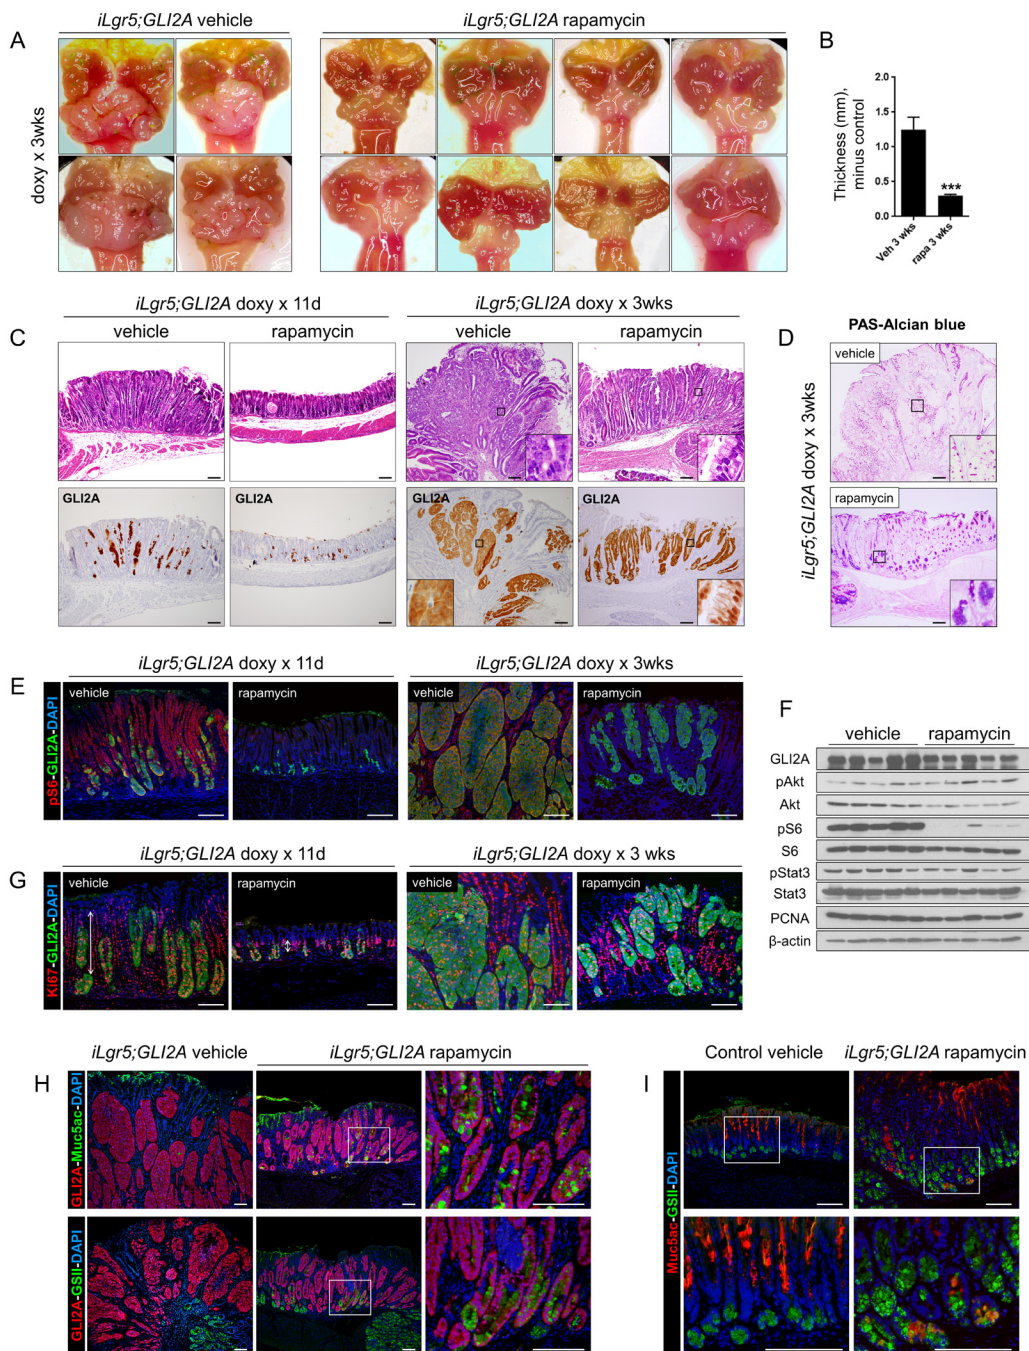 iLgr5;GLI2A vehicle
iLgr5;GLI2A rapamycin
A
doxy x 3wks
B
Thickness (mm),
minus control
2.0
1.5
1.0
0.5
0.0
***
Veh 3 wks
rapa 3 wks
iLgr5;GLI2A doxy x 11d
iLgr5;GLI2A doxy x 3wks
C
vehicle
rapamycin
vehicle
rapamycin
GLI2A
GLI2A
GLI2A
GLI2A
D
PAS-Alcian blue
iLgr5;GLI2A doxy x 3wks
vehicle
rapamycin
iLgr5;GLI2A doxy x 11d
iLgr5;GLI2A doxy x 3wks
E
pS6-GLI2A-DAPI
vehicle
rapamycin
vehicle
rapamycin
F
vehicle
rapamycin
GLI2A
pAkt
Akt
pS6
S6
pStat3
Stat3
PCNA
β-actin
iLgr5;GLI2A doxy x 11d
iLgr5;GLI2A doxy x 3 wks
G
Ki67-GLI2A-DAPI
vehicle
rapamycin
vehicle
rapamycin
iLgr5;GLI2A vehicle
iLgr5;GLI2A rapamycin
H
GLI2A-Muc5ac-DAPI
GLI2A-GSII-DAPI
Control vehicle
iLgr5;GLI2A rapamycin
I
Muc5ac-GSII-DAPI